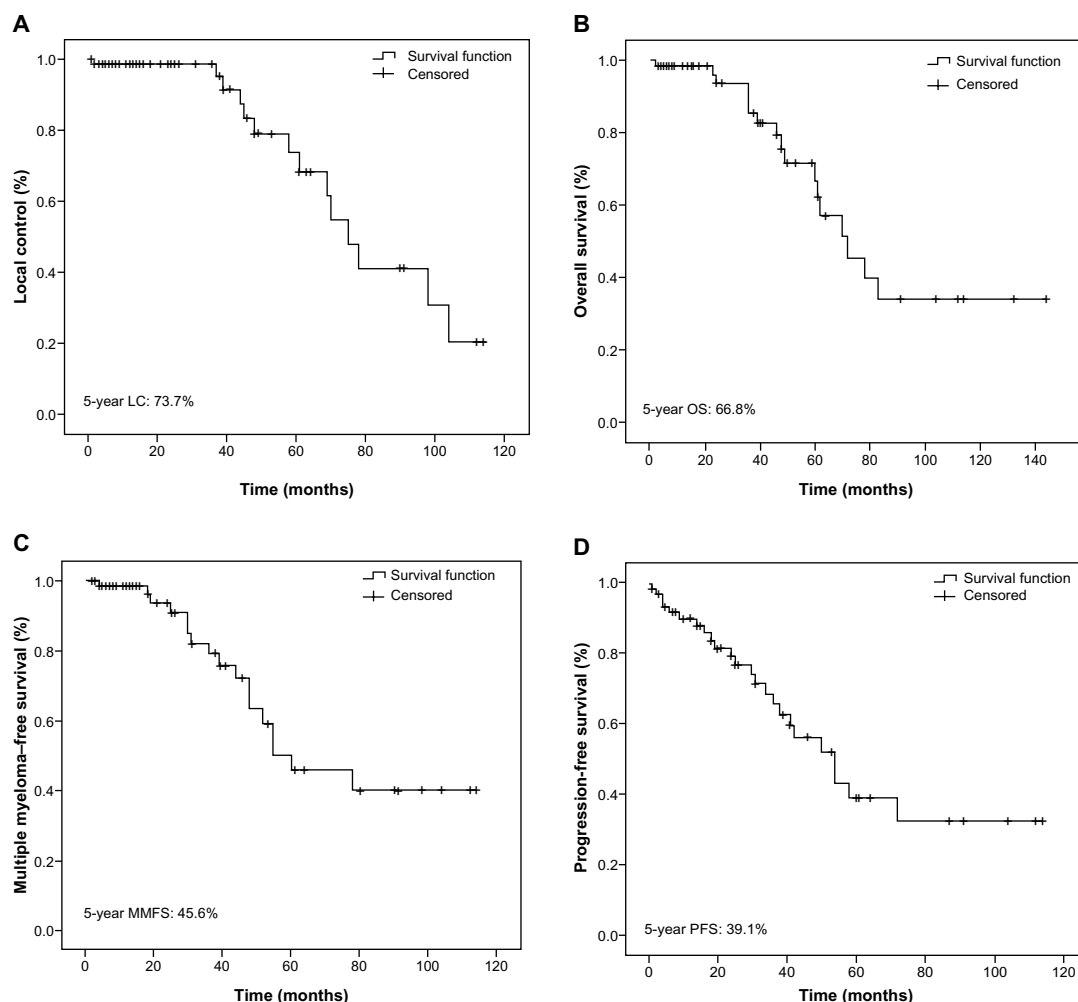 A
Survival function
Censored
Local control (%)
1.0
0.8
0.6
0.4
0.2
0.0
5-year LC: 73.7%
0 20 40 60 80 100 120
Time (months)
B
Survival function
Censored
Overall survival (%)
1.0
0.8
0.6
0.4
0.2
0.0
5-year OS: 66.8%
0 20 40 60 80 100 120 140
Time (months)
C
Survival function
Censored
Multiple myeloma–free survival (%)
1.0
0.8
0.6
0.4
0.2
0.0
5-year MMFS: 45.6%
0 20 40 60 80 100 120
Time (months)
D
Survival function
Censored
Progression-free survival (%)
1.0
0.8
0.6
0.4
0.2
0.0
5-year PFS: 39.1%
0 20 40 60 80 100 120
Time (months)